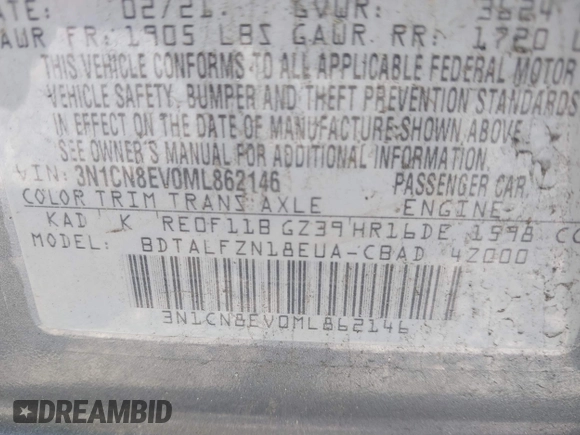 ATE: 02/21 GVWR: 3624
GAWR FR: 1905 LBS GAWR RR: 1720 L
THIS VEHICLE CONFORMS TO ALL APPLICABLE FEDERAL MOTOR
VEHICLE SAFETY, BUMPER AND THEFT PREVENTION STANDARDS
IN EFFECT ON THE DATE OF MANUFACTURE SHOWN ABOVE
SEE OWNER'S MANUAL FOR ADDITIONAL INFORMATION
VIN: 3N1CN8EV0ML862146 PASSENGER CAR
COLOR TRIM TRANS AXLE ENGINE
KAD K RE0F11B GZ39 HR16DE 1598 CC
MODEL: BDTALFZN18EUA-CBAD 4Z000
3N1CN8EV0ML862146
DREAMBID